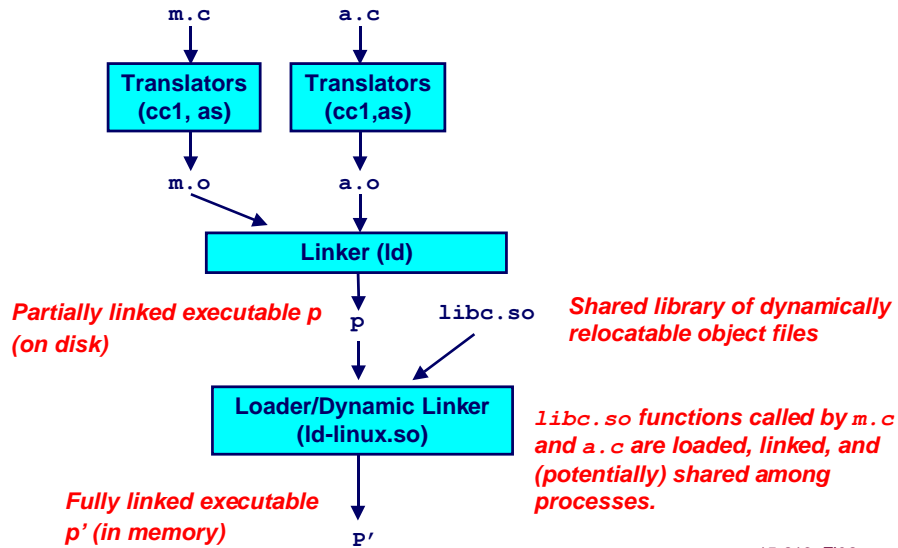 m.c
a.c
Translators
(cc1, as)
Translators
(cc1,as)
m.o
a.o
Linker (ld)
Partially linked executable p
(on disk)
p
libc.so
Shared library of dynamically
relocatable object files
Loader/Dynamic Linker
(ld-linux.so)
libc.so functions called by m.c
and a.c are loaded, linked, and
(potentially) shared among
processes.
Fully linked executable
p’ (in memory)
P’